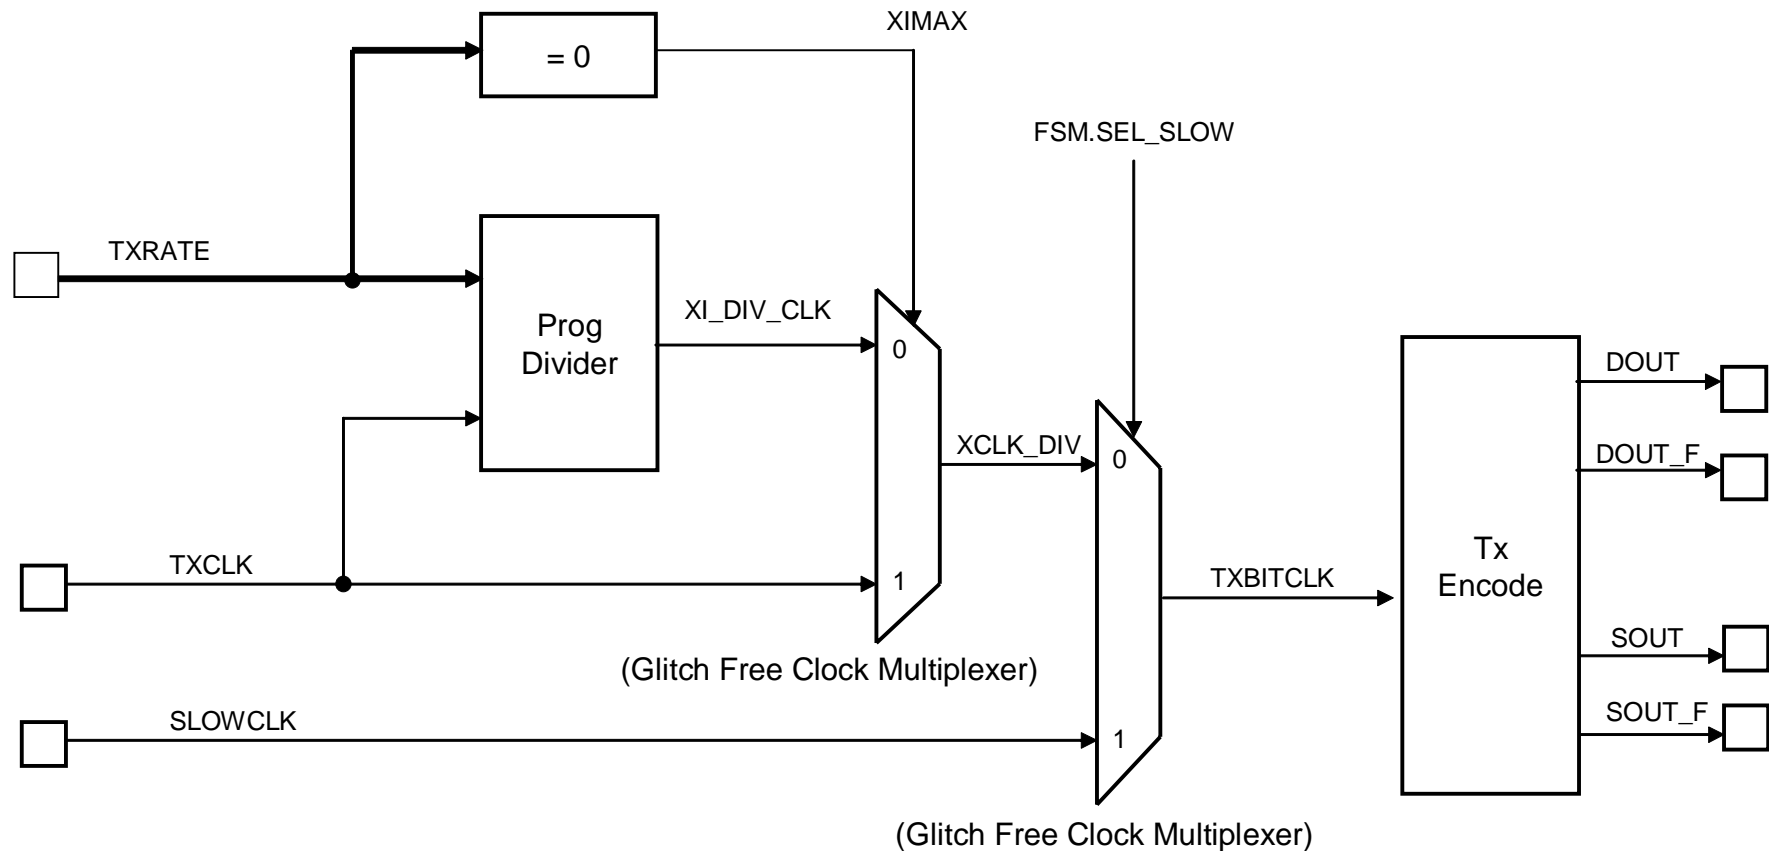 XIMAX
= 0
FSM.SEL_SLOW
TXRATE
XI_DIV_CLK
Prog
Divider
0
DOUT
XCLK_DIV
0
DOUT_F
TXCLK
1
TXBITCLK
Tx
Encode
SOUT
(Glitch Free Clock Multiplexer)
SLOWCLK
SOUT_F
1
(Glitch Free Clock Multiplexer)